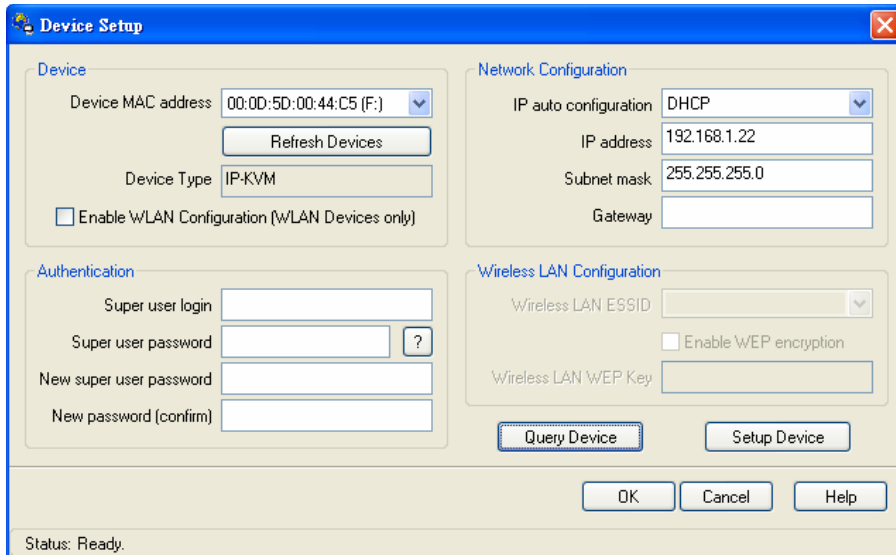 Device Setup
Device
Device MAC address 00:0D:5D:00:44:C5 (F:)
Refresh Devices
Device Type IP-KVM
Enable WLAN Configuration (WLAN Devices only)
Network Configuration
IP auto configuration DHCP
IP address 192.168.1.22
Subnet mask 255.255.255.0
Gateway
Authentication
Super user login
Super user password ?
New super user password
New password (confirm)
Wireless LAN Configuration
Wireless LAN ESSID
Enable WEP encryption
Wireless LAN WEP Key
Query Device Setup Device
OK Cancel Help
Status: Ready.